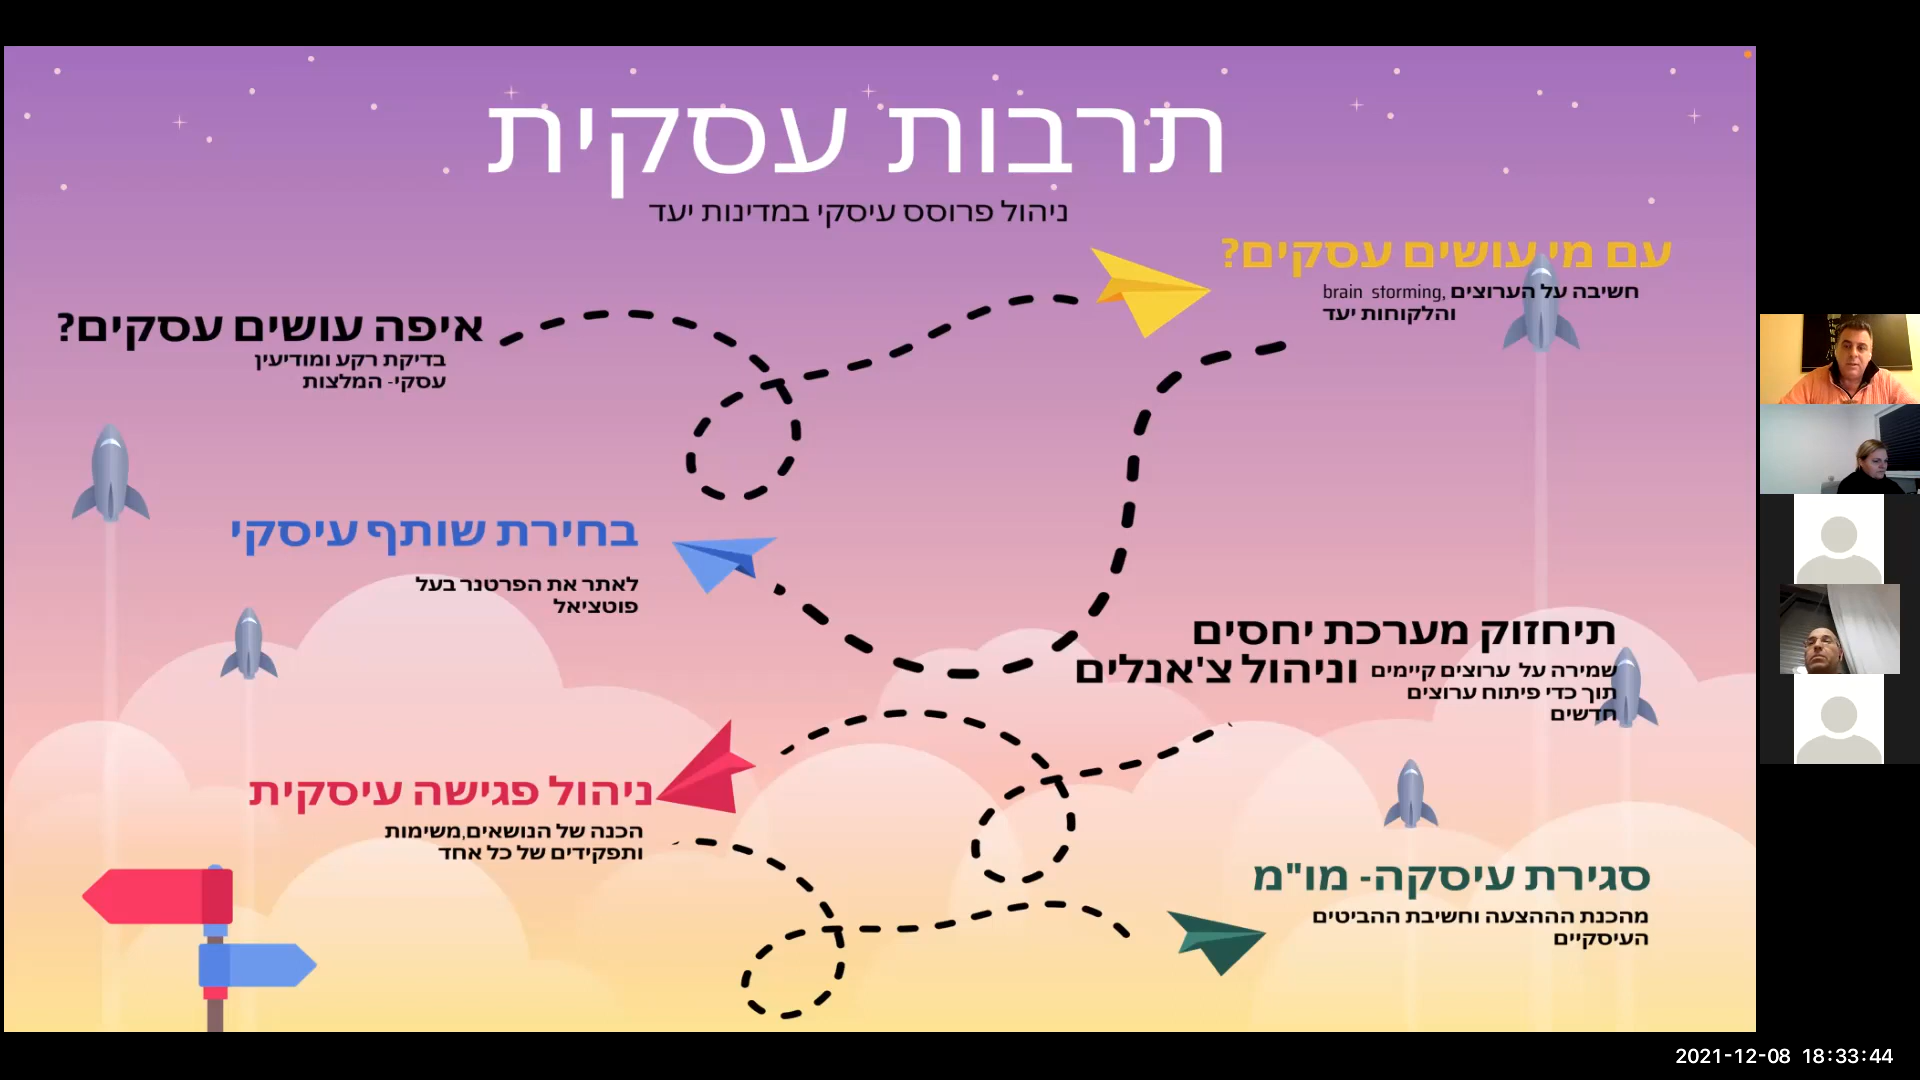 תרבות עסקית
ניהול פרוסס עיסקי במדינות יעד
עם מי עושים עסקים?
חשיבה על הערוצים ,brain storming
והלקוחות יעד
איפה עושים עסקים?
בדיקת רקע ומודיעין
עסקי- המלצות
בחירת שותף עיסקי
לאתר את הפרטנר בעל
פוטציאל
תיחזוק מערכת יחסים
וניהול צ'אנלים
שמירה על ערוצים קיימים
תוך כדי פיתוח ערוצים
חדשים
ניהול פגישה עיסקית
הכנה של הנושאים,משימות
ותפקידים של כל אחד
סגירת עיסקה- מו"מ
מהכנת הההצעה וחשיבת ההביטים
העיסקיים
2021-12-08 18:33:44